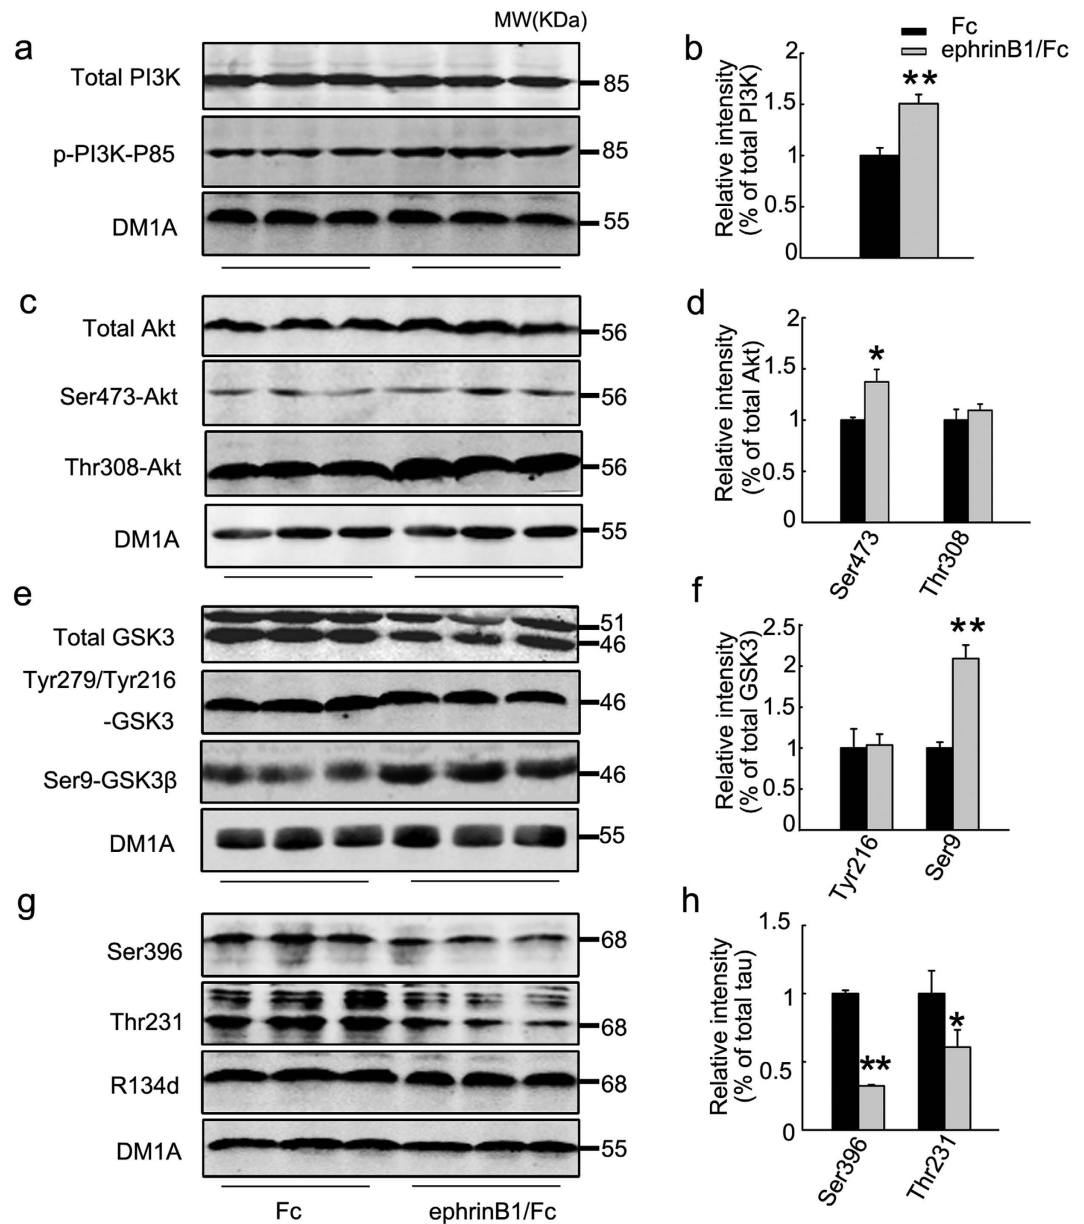 MW(KDa)
a
Total PI3K
85
p-PI3K-P85
85
DM1A
55
b
Fc
ephrinB1/Fc
Relative intensity
(% of total PI3K)
2
1.5
1
0.5
0
**
c
Total Akt
56
Ser473-Akt
56
Thr308-Akt
56
DM1A
55
d
Relative intensity
(% of total Akt)
2
1.5
1
0.5
0
*
Ser473
Thr308
e
Total GSK3
51
46
Tyr279/Tyr216
-GSK3
46
Ser9-GSK3β
46
DM1A
55
f
Relative intensity
(% of total GSK3)
2.5
2
1.5
1
0.5
0
**
Tyr216
Ser9
g
Ser396
68
Thr231
68
R134d
68
DM1A
55
Fc
ephrinB1/Fc
h
Relative intensity
(% of total tau)
1.5
1
0.5
0
**
*
Ser396
Thr231